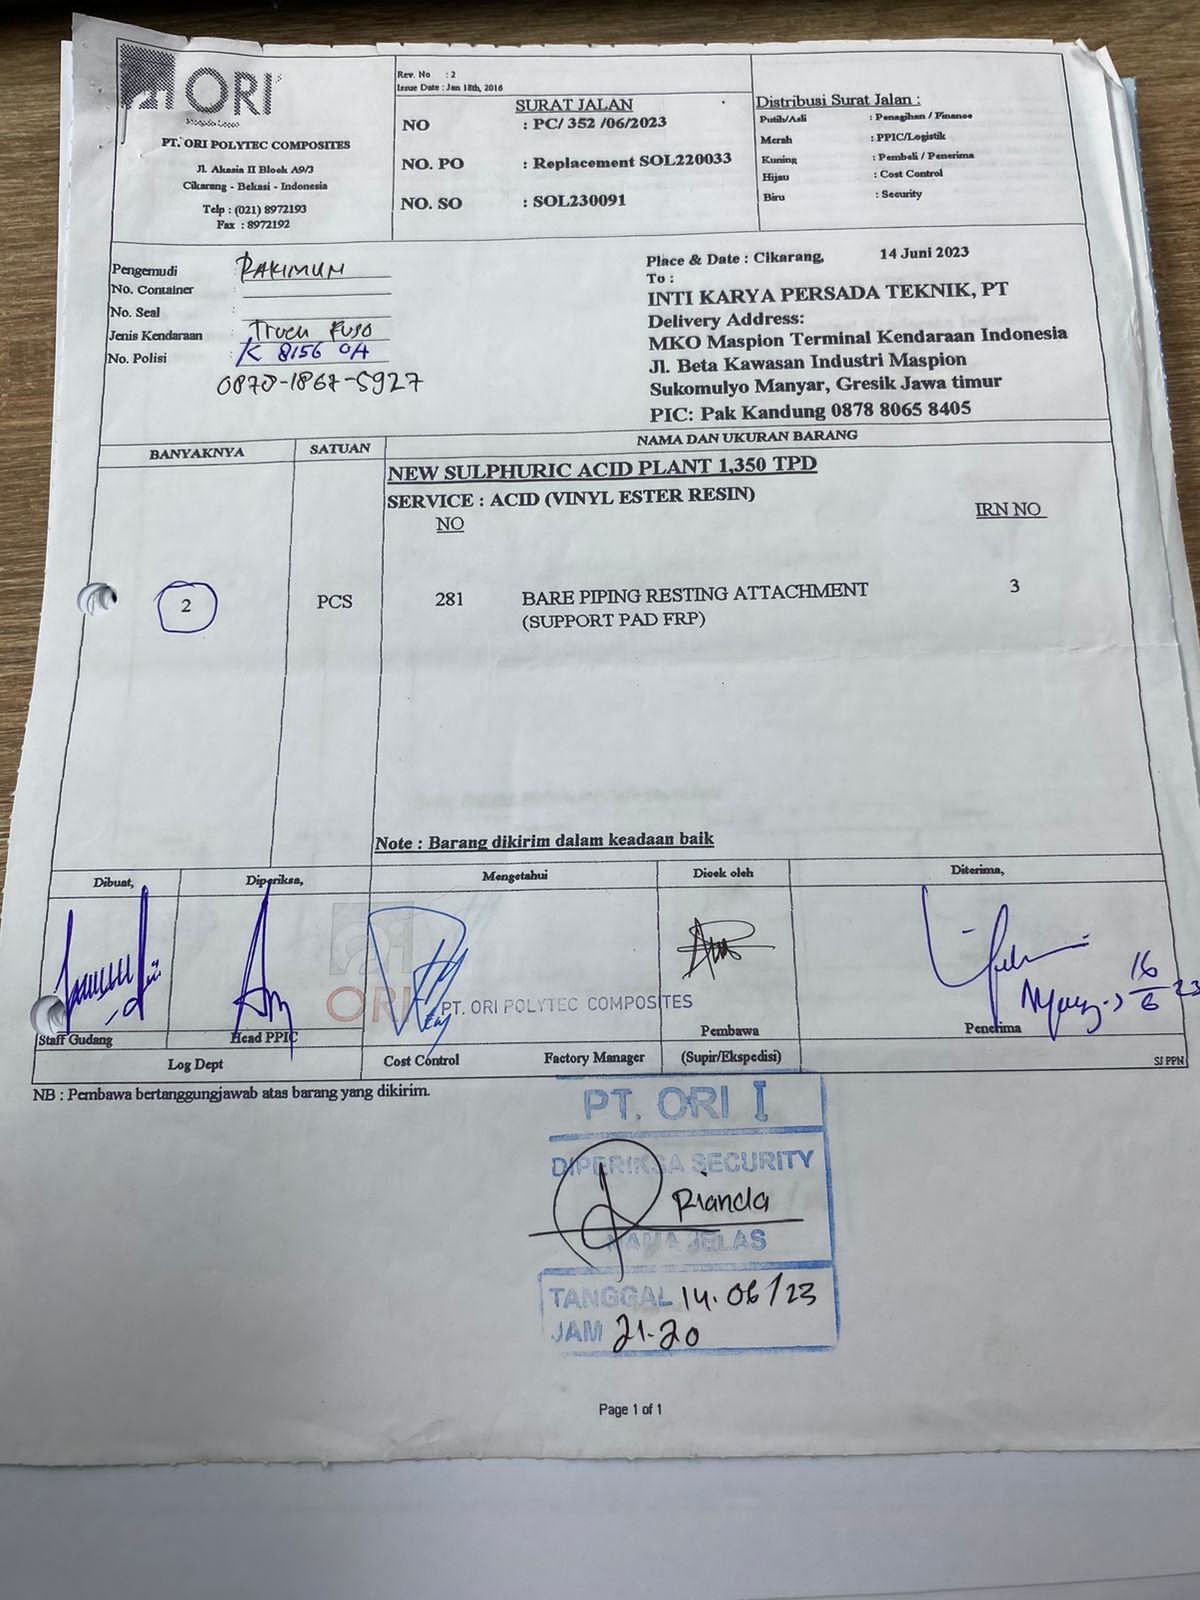 ORI
PT. ORI POLYTEC COMPOSITES
Jl. Akasia II Block A9/3
Cikarang - Bekasi - Indonesia
Telp : (021) 8972193
Fax : 8972192
Rev. No : 2
Issue Date : Jan 18th, 2016
SURAT JALAN
NO : PC/ 352 /06/2023
NO. PO : Replacement SOL220033
NO. SO : SOL230091
Distribusi Surat Jalan :
Putih/Asli : Penagihan / Finance
Merah : PPIC/Logistik
Kuning : Pembeli / Penerima
Hijau : Cost Control
Biru : Security
Pengemudi : RAKIMUN
No. Container :
No. Seal :
Jenis Kendaraan : Truck Fuso
No. Polisi : K 8156 OA
Place & Date : Cikarang, 14 Juni 2023
To :
INTI KARYA PERSADA TEKNIK, PT
Delivery Address:
MKO Maspion Terminal Kendaraan Indonesia
Jl. Beta Kawasan Industri Maspion
Sukomulyo Manyar, Gresik Jawa timur
PIC: Pak Kandung 0878 8065 8405
BANYAKNYA SATUAN NAMA DAN UKURAN BARANG
NEW SULPHURIC ACID PLANT 1,350 TPD
SERVICE : ACID (VINYL ESTER RESIN)
NO IRN NO
2 PCS 281 BARE PIPING RESTING ATTACHMENT 3
(SUPPORT PAD FRP)
Note : Barang dikirim dalam keadaan baik
Dibuat, Diperiksa, Mengetahui Dicek oleh Diterima,
ORI PT. ORI POLYTEC COMPOSITES
16/6 23
Staff Gudang Head PPIC Pembawa Penerima
Log Dept Cost Control Factory Manager (Supir/Ekspedisi) SJ PPN
NB : Pembawa bertanggungjawab atas barang yang dikirim.
PT. ORI I
DIPERIKSA SECURITY
Rianda
NAMA JELAS
TANGGAL 14.06/23
JAM 21.20
Page 1 of 1